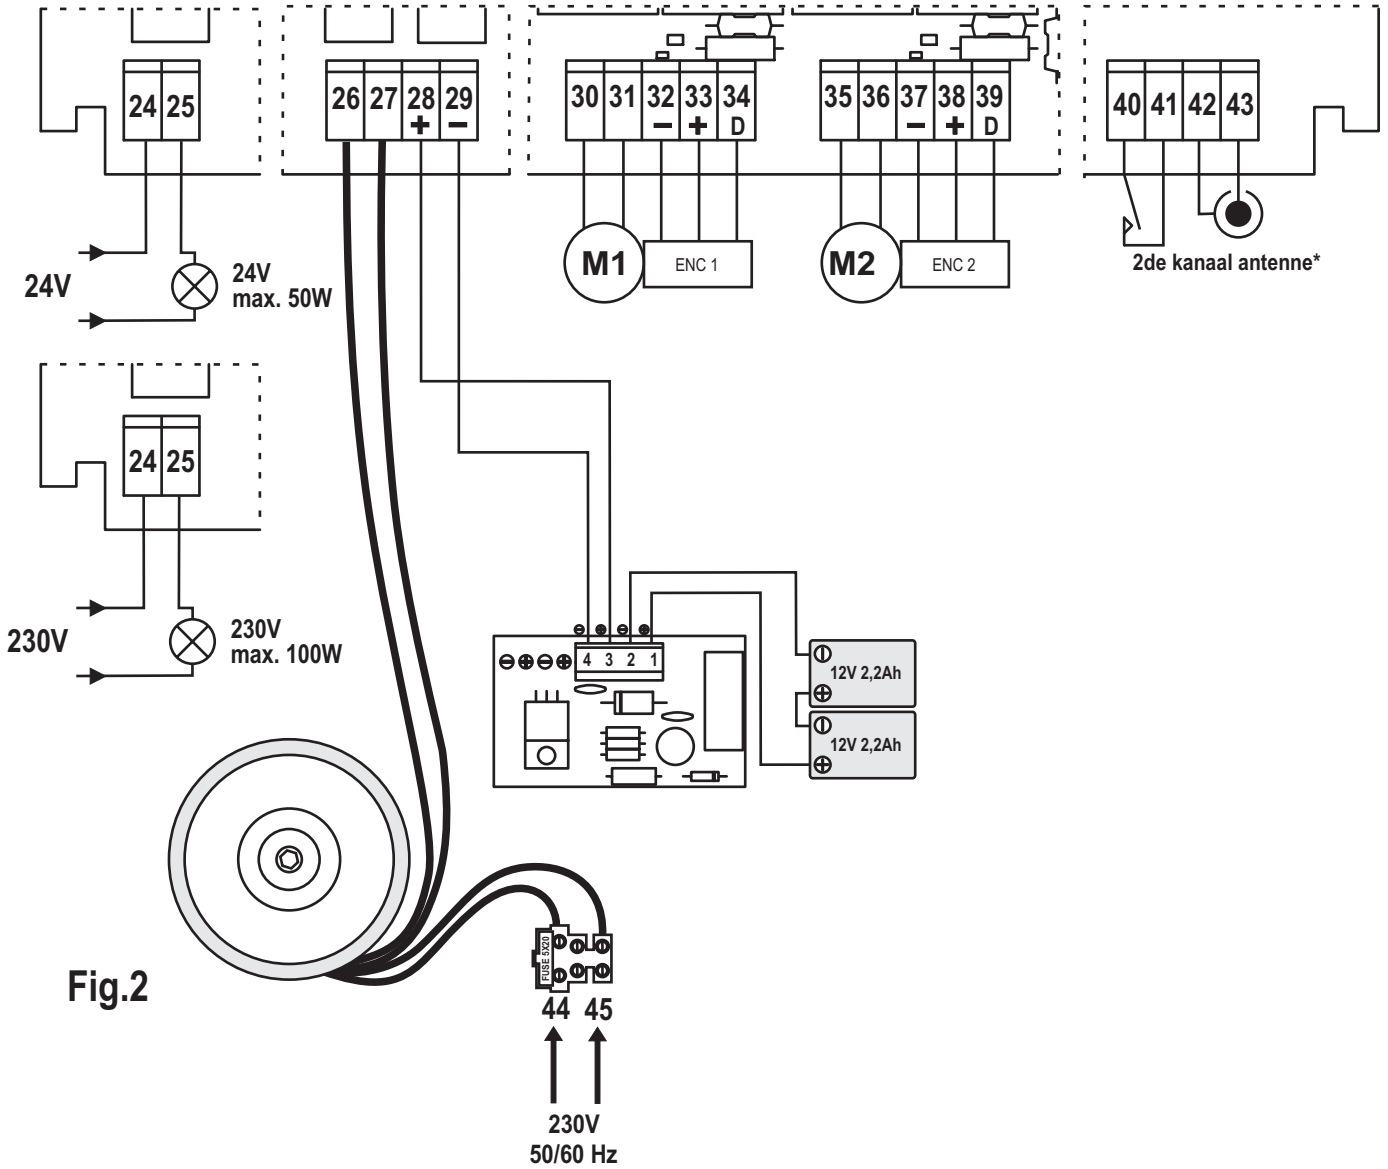 24 25
26 27 28 29
+ −
30 31 32 33 34
− + D
35 36 37 38 39
− + D
40 41 42 43
24V
24V
max. 50W
M1
ENC 1
M2
ENC 2
2de kanaal antenne*
24 25
230V
230V
max. 100W
4 3 2 1
12V 2,2Ah
12V 2,2Ah
FUSE 5X20
Fig.2
44 45
230V
50/60 Hz